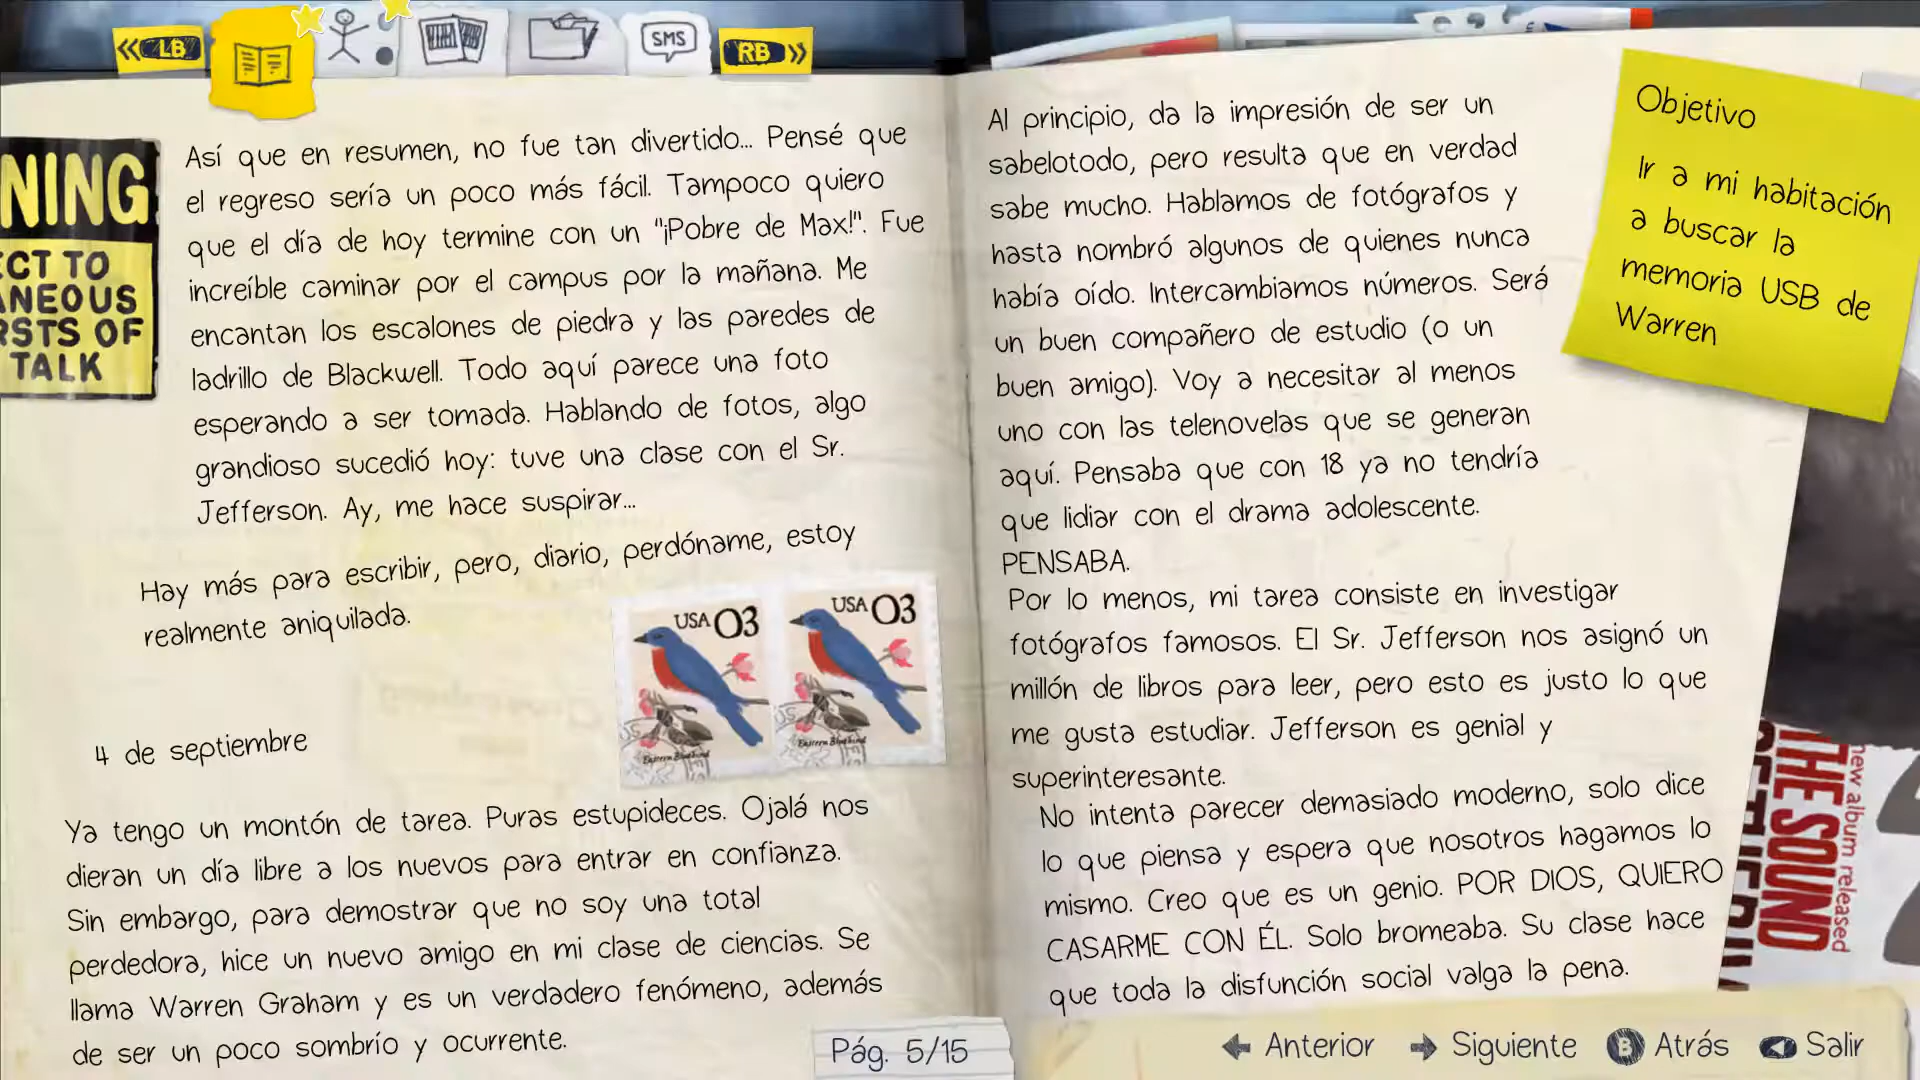 LB
SMS
RB
NING
CT TO
NEOUS
RSTS OF
TALK
Así que en resumen, no fue tan divertido... Pensé que
el regreso sería un poco más fácil. Tampoco quiero
que el día de hoy termine con un "¡Pobre de Max!". Fue
increíble caminar por el campus por la mañana. Me
encantan los escalones de piedra y las paredes de
ladrillo de Blackwell. Todo aquí parece una foto
esperando a ser tomada. Hablando de fotos, algo
grandioso sucedió hoy: tuve una clase con el Sr.
Jefferson. Ay, me hace suspirar...
Hay más para escribir, pero, diario, perdóname, estoy
realmente aniquilada.
USA 03
Eastern Bluebird
USA 03
Eastern Bluebird
4 de septiembre
Ya tengo un montón de tarea. Puras estupideces. Ojalá nos
dieran un día libre a los nuevos para entrar en confianza.
Sin embargo, para demostrar que no soy una total
perdedora, hice un nuevo amigo en mi clase de ciencias. Se
llama Warren Graham y es un verdadero fenómeno, además
de ser un poco sombrío y ocurrente.
Pág. 5/15
Al principio, da la impresión de ser un
sabelotodo, pero resulta que en verdad
sabe mucho. Hablamos de fotógrafos y
hasta nombró algunos de quienes nunca
había oído. Intercambiamos números. Será
un buen compañero de estudio (o un
buen amigo). Voy a necesitar al menos
uno con las telenovelas que se generan
aquí. Pensaba que con 18 ya no tendría
que lidiar con el drama adolescente.
PENSABA.
Por lo menos, mi tarea consiste en investigar
fotógrafos famosos. El Sr. Jefferson nos asignó un
millón de libros para leer, pero esto es justo lo que
me gusta estudiar. Jefferson es genial y
superinteresante.
No intenta parecer demasiado moderno, solo dice
lo que piensa y espera que nosotros hagamos lo
mismo. Creo que es un genio. POR DIOS, QUIERO
CASARME CON ÉL. Solo bromeaba. Su clase hace
que toda la disfunción social valga la pena.
Objetivo
Ir a mi habitación
a buscar la
memoria USB de
Warren
new album released
THE SOUND
Anterior
Siguiente
B Atrás
Salir